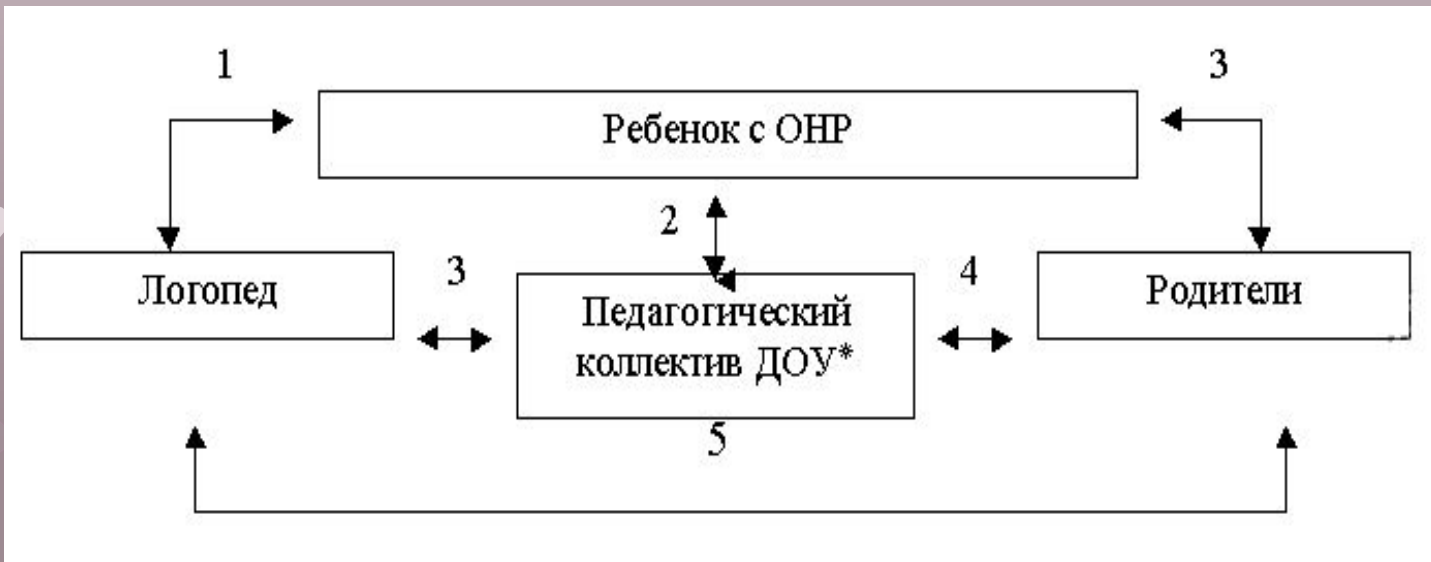 1
3
Ребенок с ОНР
2
Логопед
3
4
Родители
Педагогический
коллектив ДОУ*
5